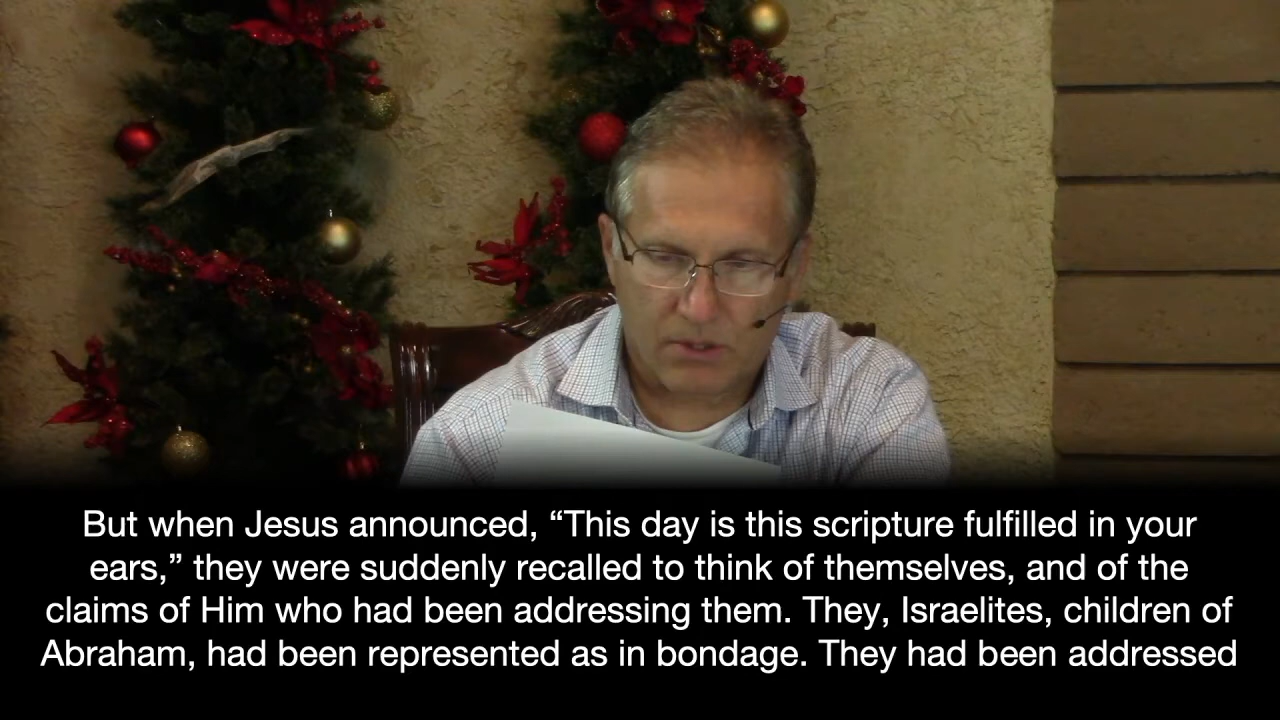 But when Jesus announced, “This day is this scripture fulfilled in your
ears,” they were suddenly recalled to think of themselves, and of the
claims of Him who had been addressing them. They, Israelites, children of
Abraham, had been represented as in bondage. They had been addressed